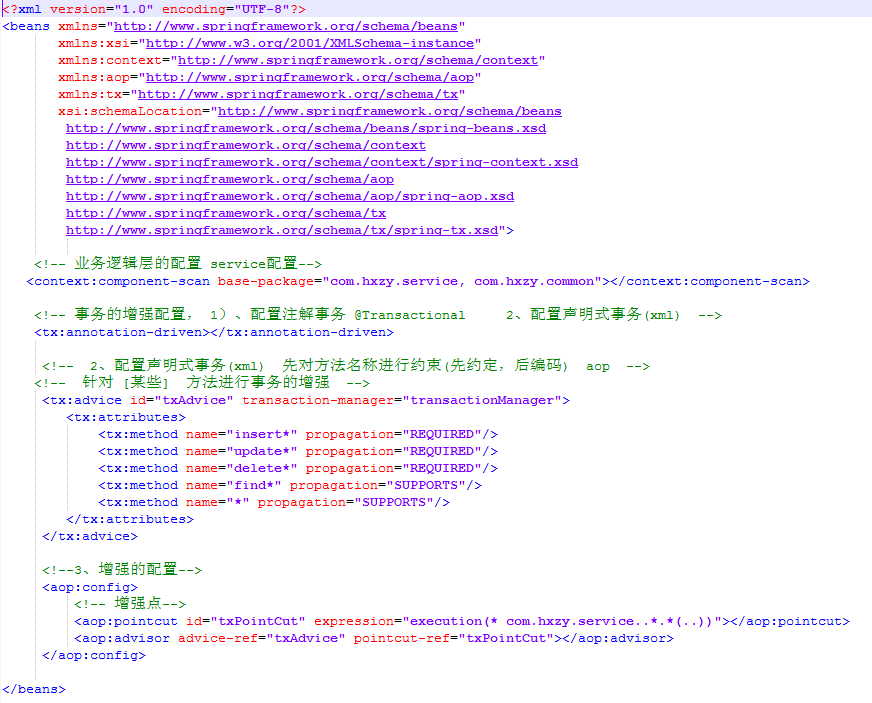 <?xml version="1.0" encoding="UTF-8"?>
<beans xmlns="http://www.springframework.org/schema/beans"
xmlns:xsi="http://www.w3.org/2001/XMLSchema-instance"
xmlns:context="http://www.springframework.org/schema/context"
xmlns:aop="http://www.springframework.org/schema/aop"
xmlns:tx="http://www.springframework.org/schema/tx"
xsi:schemaLocation="http://www.springframework.org/schema/beans
http://www.springframework.org/schema/beans/spring-beans.xsd
http://www.springframework.org/schema/context
http://www.springframework.org/schema/context/spring-context.xsd
http://www.springframework.org/schema/aop
http://www.springframework.org/schema/aop/spring-aop.xsd
http://www.springframework.org/schema/tx
http://www.springframework.org/schema/tx/spring-tx.xsd">
<!-- 业务逻辑层的配置 service配置-->
<context:component-scan base-package="com.hxzy.service, com.hxzy.common"></context:component-scan>
<!-- 事务的增强配置， 1）、配置注解事务 @Transactional 2、配置声明式事务(xml) -->
<tx:annotation-driven></tx:annotation-driven>
<!-- 2、配置声明式事务(xml) 先对方法名称进行约束(先约定，后编码) aop -->
<!-- 针对 [某些] 方法进行事务的增强 -->
<tx:advice id="txAdvice" transaction-manager="transactionManager">
<tx:attributes>
<tx:method name="insert*" propagation="REQUIRED"/>
<tx:method name="update*" propagation="REQUIRED"/>
<tx:method name="delete*" propagation="REQUIRED"/>
<tx:method name="find*" propagation="SUPPORTS"/>
<tx:method name="*" propagation="SUPPORTS"/>
</tx:attributes>
</tx:advice>
<!--3、增强的配置-->
<aop:config>
<!-- 增强点-->
<aop:pointcut id="txPointCut" expression="execution(* com.hxzy.service..*.*(..))"></aop:pointcut>
<aop:advisor advice-ref="txAdvice" pointcut-ref="txPointCut"></aop:advisor>
</aop:config>
</beans>